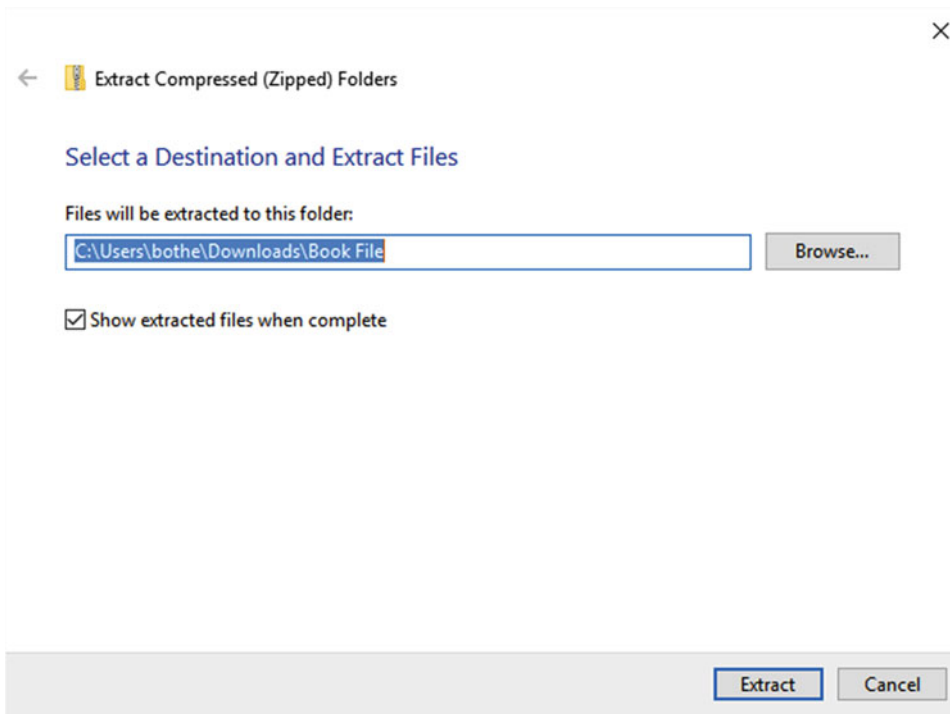 Extract Compressed (Zipped) Folders
Select a Destination and Extract Files
Files will be extracted to this folder:
C:\Users\bothe\Downloads\Book File
Browse...
Show extracted files when complete
Extract
Cancel